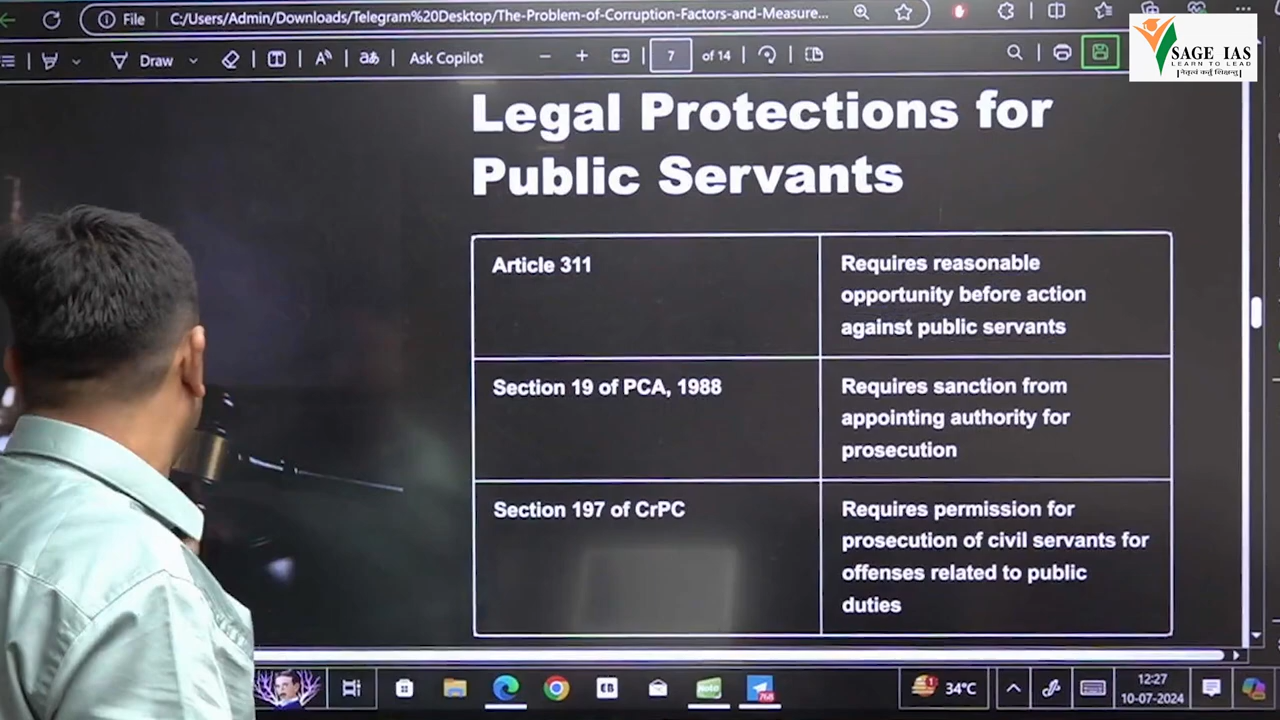 File
C:/Users/Admin/Downloads/Telegram%20Desktop/The-Problem-of-Corruption-Factors-and-Measure...
Draw
Ask Copilot
7
of 14
SAGE IAS
LEARN TO LEAD
Legal Protections for
Public Servants
Article 311
Requires reasonable
opportunity before action
against public servants
Section 19 of PCA, 1988
Requires sanction from
appointing authority for
prosecution
Section 197 of CrPC
Requires permission for
prosecution of civil servants for
offenses related to public
duties
34°C
12:27
10-07-2024